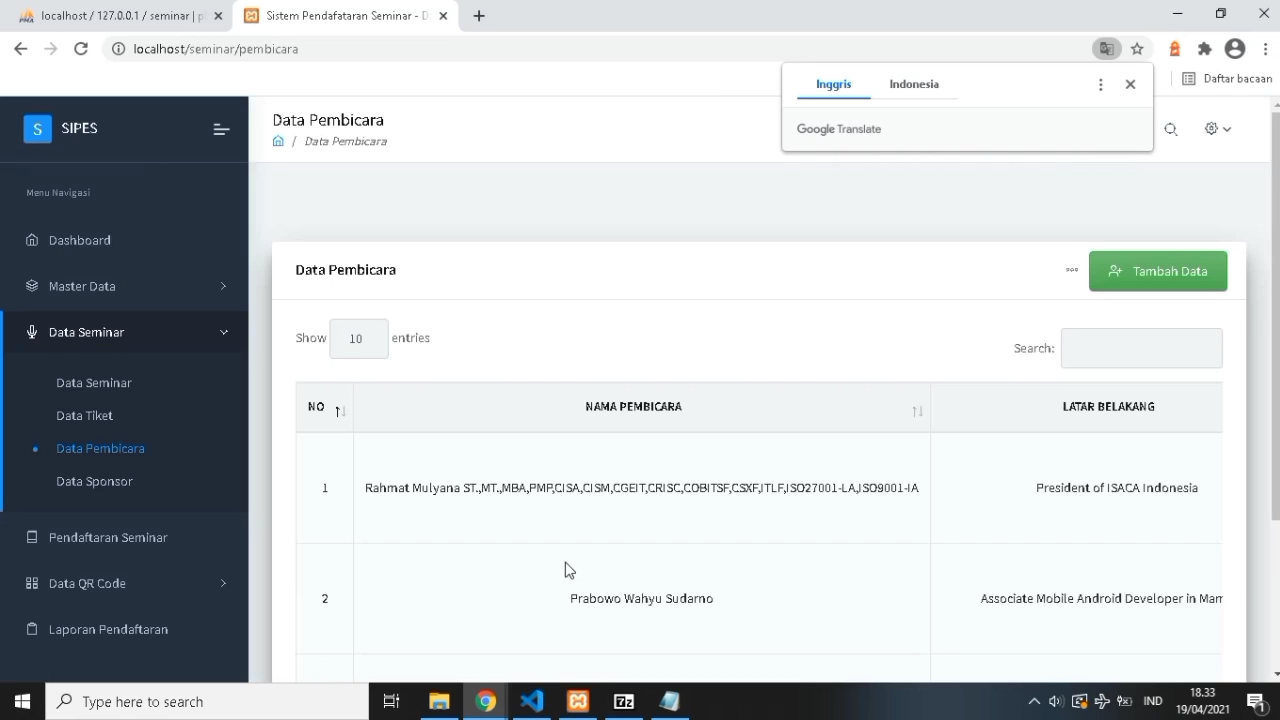 localhost / 127.0.0.1 / seminar | p
Sistem Pendafataran Seminar - D
localhost/seminar/pembicara
Daftar bacaan
Inggris
Indonesia
Google Translate
S
SIPES
Data Pembicara
/ Data Pembicara
Menu Navigasi
Dashboard
Master Data
Data Seminar
Data Seminar
Data Tiket
Data Pembicara
Data Sponsor
Pendaftaran Seminar
Data QR Code
Laporan Pendaftaran
Data Pembicara
Tambah Data
Show 10 entries
Search:
NO NAMA PEMBICARA LATAR BELAKANG
1 Rahmat Mulyana ST.,MT.,MBA,PMP,CISA,CISM,CGEIT,CRISC,COBITSF,CSXF,ITLF,ISO27001-LA,ISO9001-IA President of ISACA Indonesia
2 Prabowo Wahyu Sudarno Associate Mobile Android Developer in Mam
Type here to search
IND
18.33
19/04/2021
1